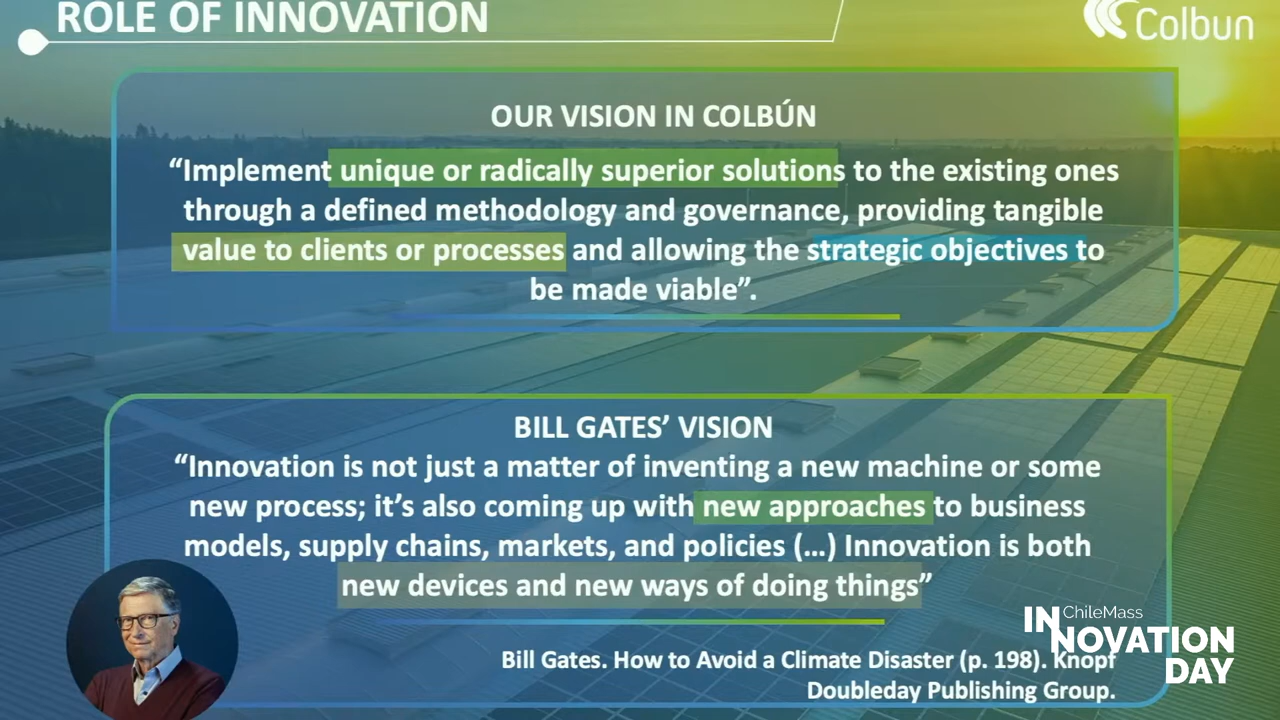 ROLE OF INNOVATION
Colbun
OUR VISION IN COLBÚN
“Implement unique or radically superior solutions to the existing ones
through a defined methodology and governance, providing tangible
value to clients or processes and allowing the strategic objectives to
be made viable”.
BILL GATES’ VISION
“Innovation is not just a matter of inventing a new machine or some
new process; it’s also coming up with new approaches to business
models, supply chains, markets, and policies (…) Innovation is both
new devices and new ways of doing things”
Bill Gates. How to Avoid a Climate Disaster (p. 198). Knopf
Doubleday Publishing Group.
ChileMass
INNOVATION
DAY